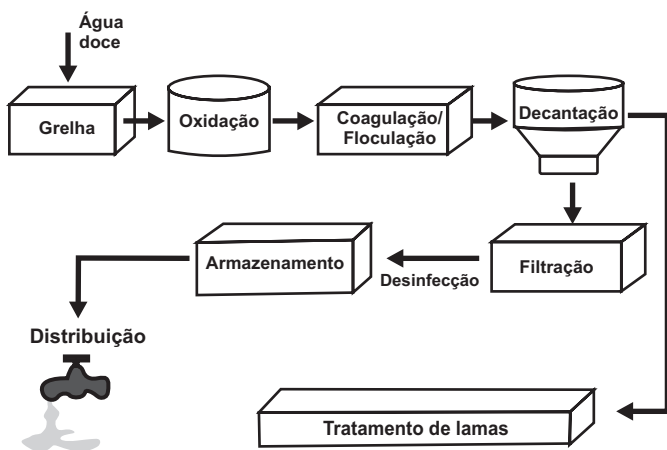 Água
doce
Grelha
Oxidação
Coagulação/
Floculação
Decantação
Armazenamento
Desinfecção
Filtração
Distribuição
Tratamento de lamas